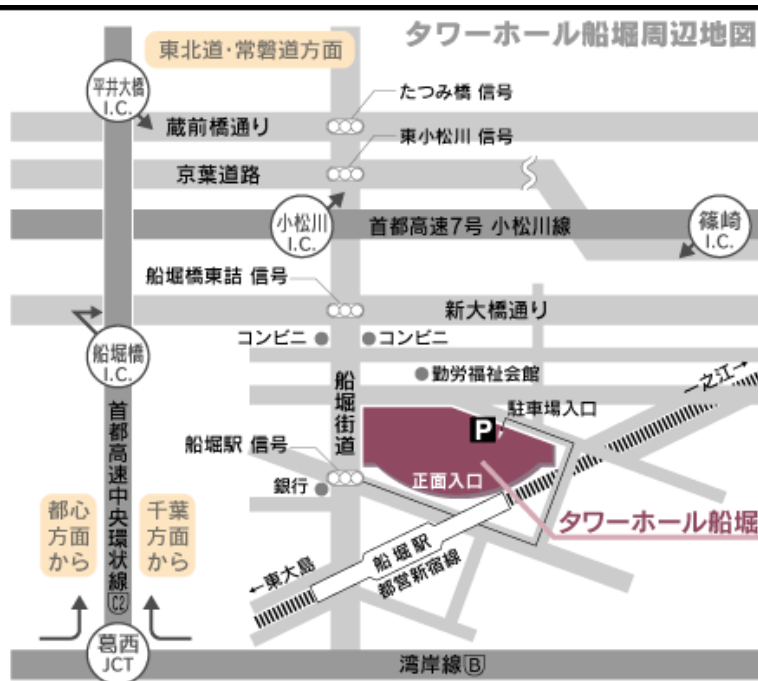 タワーホール船堀周辺地図
東北道・常磐道方面
平井大橋
I.C.
たつみ橋 信号
蔵前橋通り
東小松川 信号
京葉道路
小松川
I.C.
首都高速7号 小松川線
篠崎
I.C.
船堀橋東詰 信号
新大橋通り
コンビニ
コンビニ
船堀橋
I.C.
勤労福祉会館
一之江→
船堀街道
駐車場入口
P
首都高速中央環状線
C2
船堀駅 信号
正面入口
銀行
タワーホール船堀
都心
方面
から
千葉
方面
から
船堀駅
都営新宿線
←東大島
葛西
JCT
湾岸線B